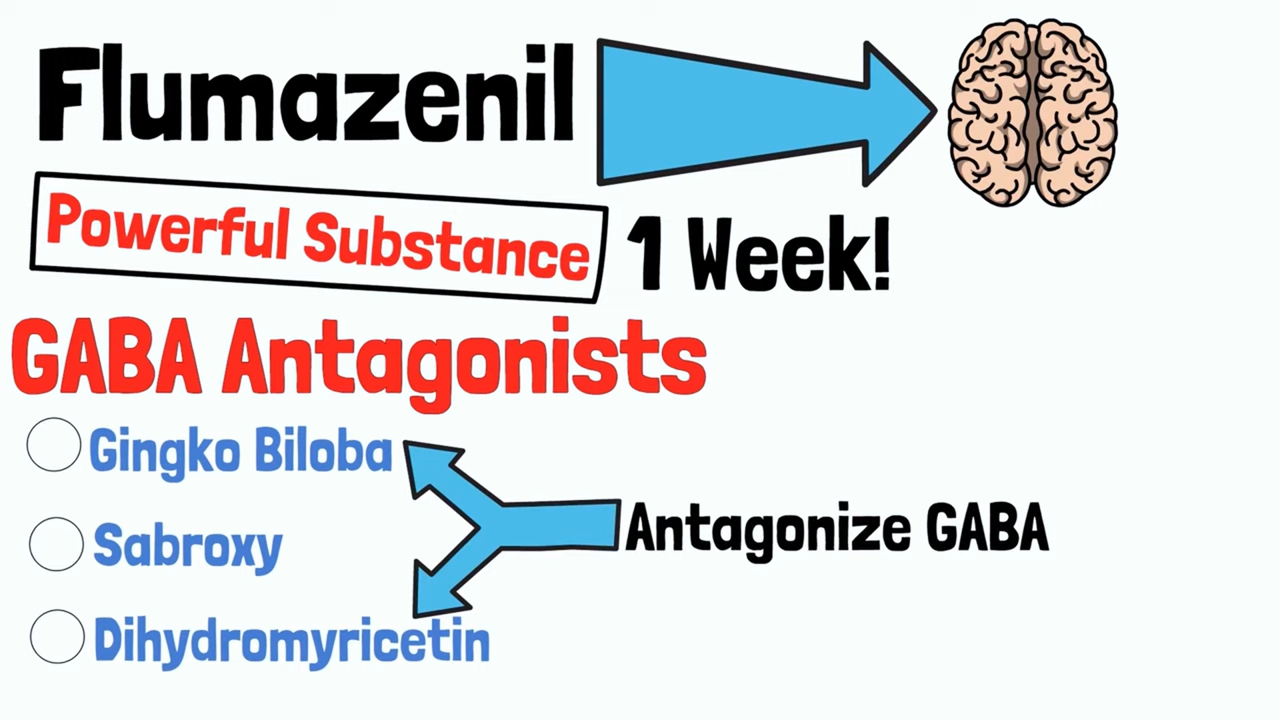 Flumazenil
Powerful Substance
1 Week!
GABA Antagonists
Gingko Biloba
Antagonize GABA
Sabroxy
Dihydromyricetin